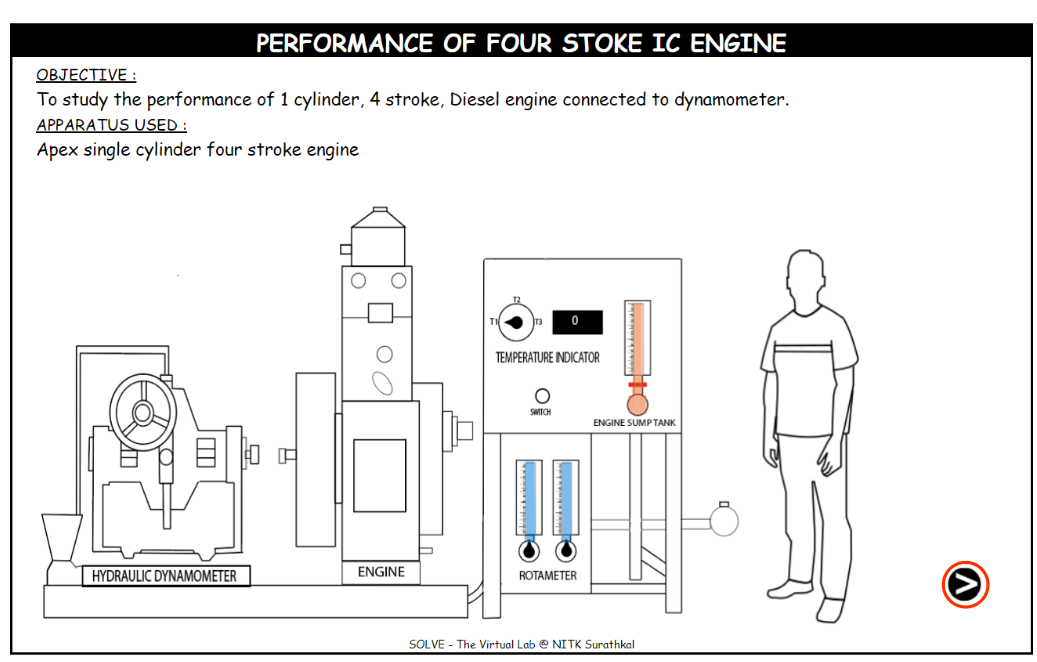 PERFORMANCE OF FOUR STOKE IC ENGINE
OBJECTIVE :
To study the performance of 1 cylinder, 4 stroke, Diesel engine connected to dynamometer.
APPARATUS USED :
Apex single cylinder four stroke engine
T2
T1
T3
0
TEMPERATURE INDICATOR
SWITCH
ENGINE SUMP TANK
HYDRAULIC DYNAMOMETER
ENGINE
ROTAMETER
SOLVE - The Virtual Lab @ NITK Surathkal